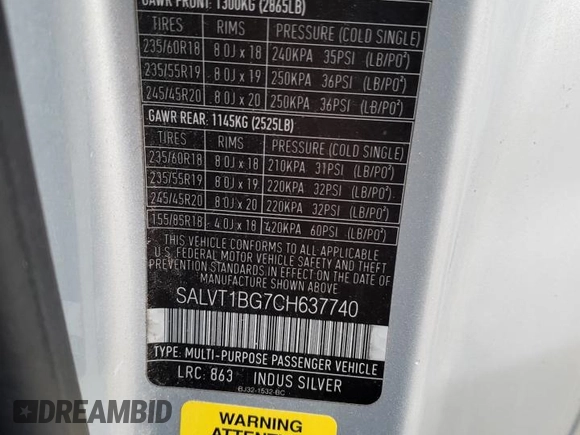 GAWR FRONT: 1300KG (2865LB)
TIRES RIMS PRESSURE (COLD SINGLE)
235/60R18 8.0J x 18 240KPA 35PSI (LB/PO²)
235/55R19 8.0J x 19 250KPA 36PSI (LB/PO²)
245/45R20 8.0J x 20 250KPA 36PSI (LB/PO²)
GAWR REAR: 1145KG (2525LB)
TIRES RIMS PRESSURE (COLD SINGLE)
235/60R18 8.0J x 18 210KPA 31PSI (LB/PO²)
235/55R19 8.0J x 19 220KPA 32PSI (LB/PO²)
245/45R20 8.0J x 20 220KPA 32PSI (LB/PO²)
155/85R18 4.0J x 18 420KPA 60PSI (LB/PO²)
THIS VEHICLE CONFORMS TO ALL APPLICABLE
U.S. FEDERAL MOTOR VEHICLE SAFETY AND
THEFT PREVENTION STANDARDS IN EFFECT ON THE DATE OF
MANUFACTURE SHOWN ABOVE
SALVT1BG7CH637740
TYPE: MULTI-PURPOSE PASSENGER VEHICLE
LRC: 863 INDUS SILVER
BJ32-1532-BC
WARNING
ATTENT
DREAMBID